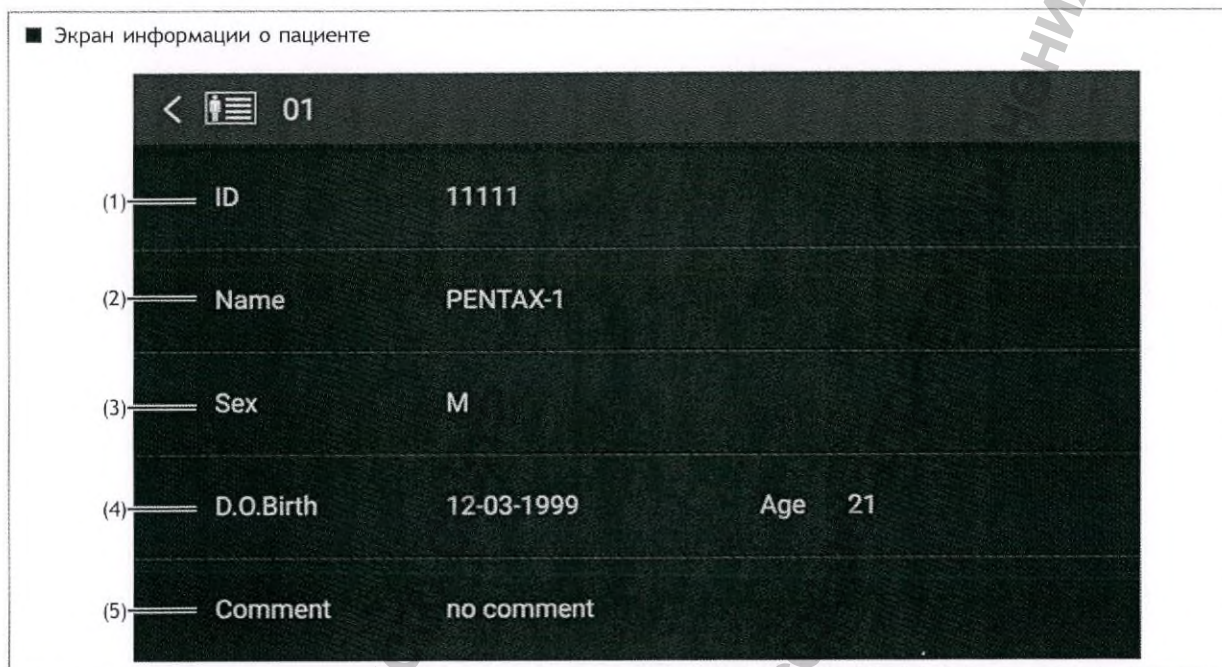 ■ Экран информации о пациенте
< 01
(1) ID 11111
(2) Name PENTAX-1
(3) Sex M
(4) D.O.Birth 12-03-1999 Age 21
(5) Comment no comment